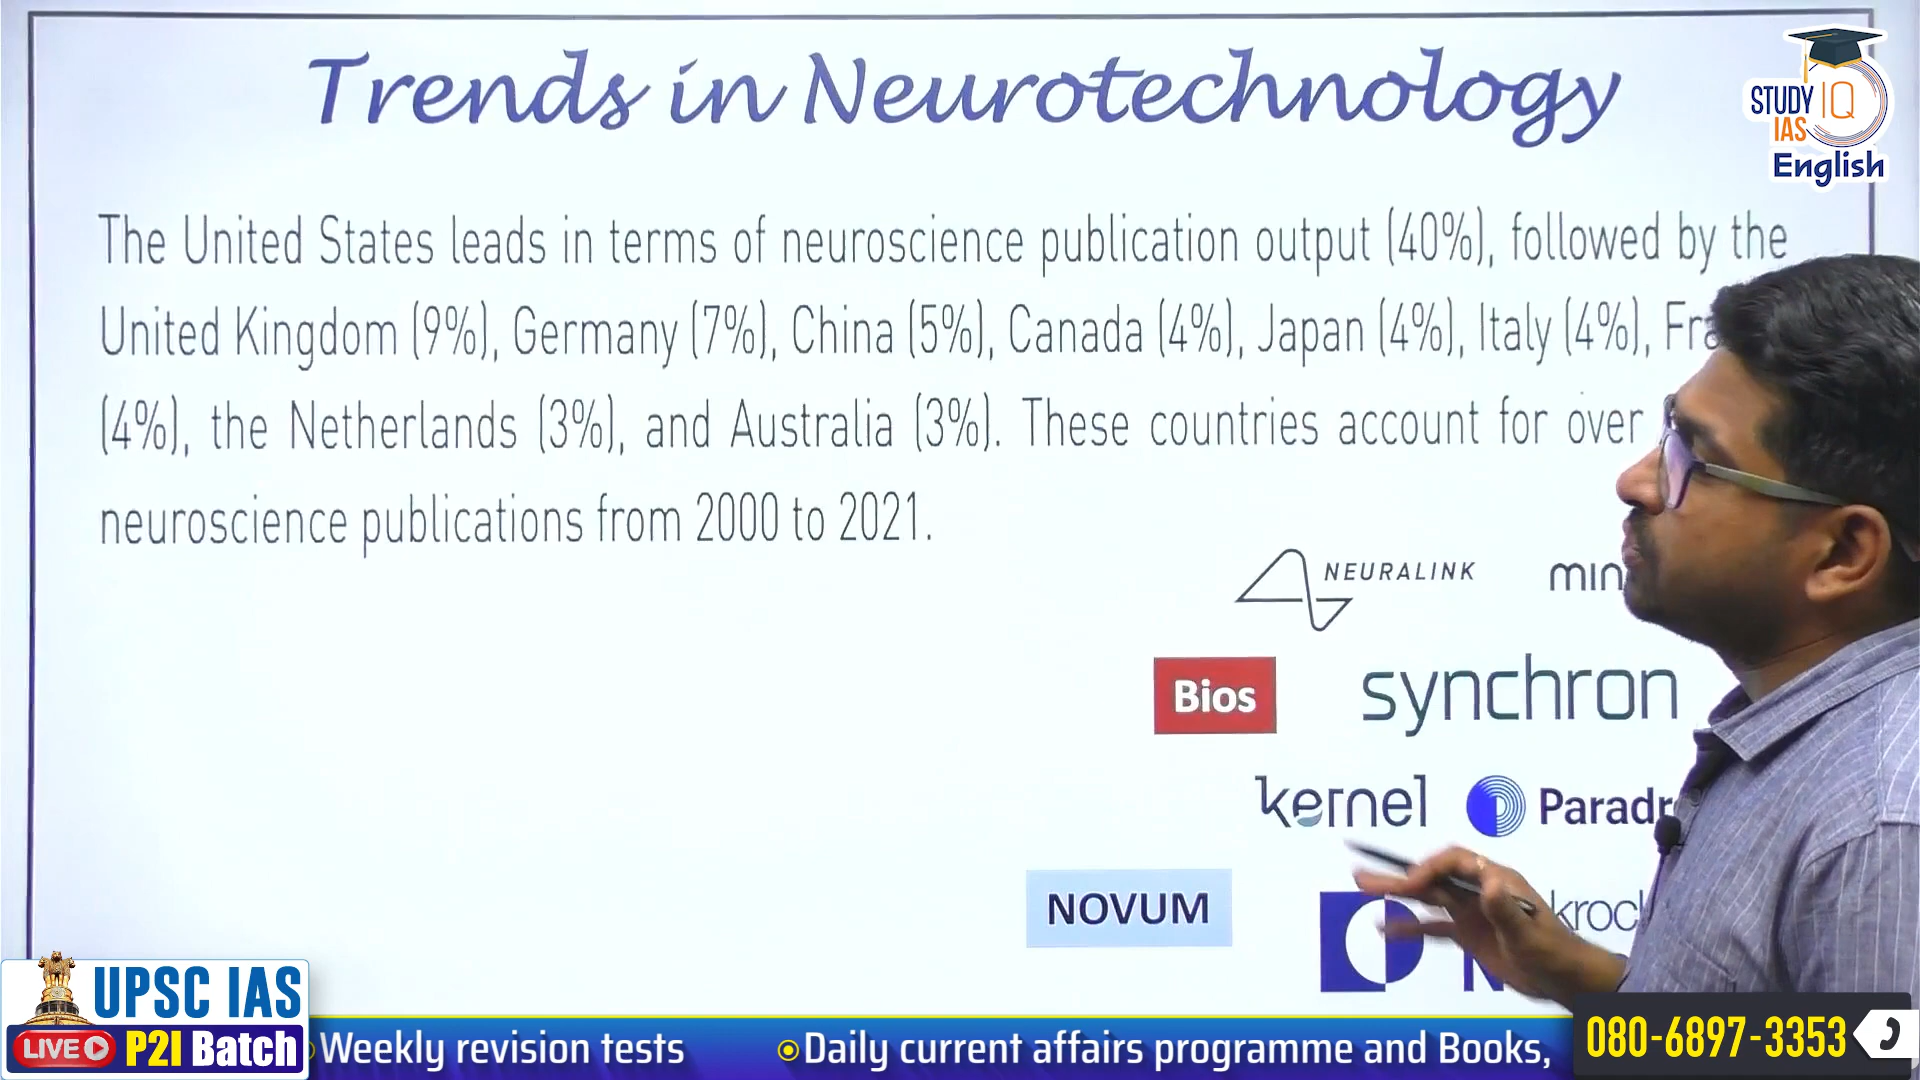 Trends in Neurotechnology
STUDY IQ
IAS
English
The United States leads in terms of neuroscience publication output (40%), followed by the
United Kingdom (9%), Germany (7%), China (5%), Canada (4%), Japan (4%), Italy (4%),
(4%), the Netherlands (3%), and Australia (3%). These countries account for over
neuroscience publications from 2000 to 2021.
NEURALINK
Bios
synchron
kernel
NOVUM
UPSC IAS
LIVE P2I Batch
Weekly revision tests
Daily current affairs programme and Books,
080-6897-3353